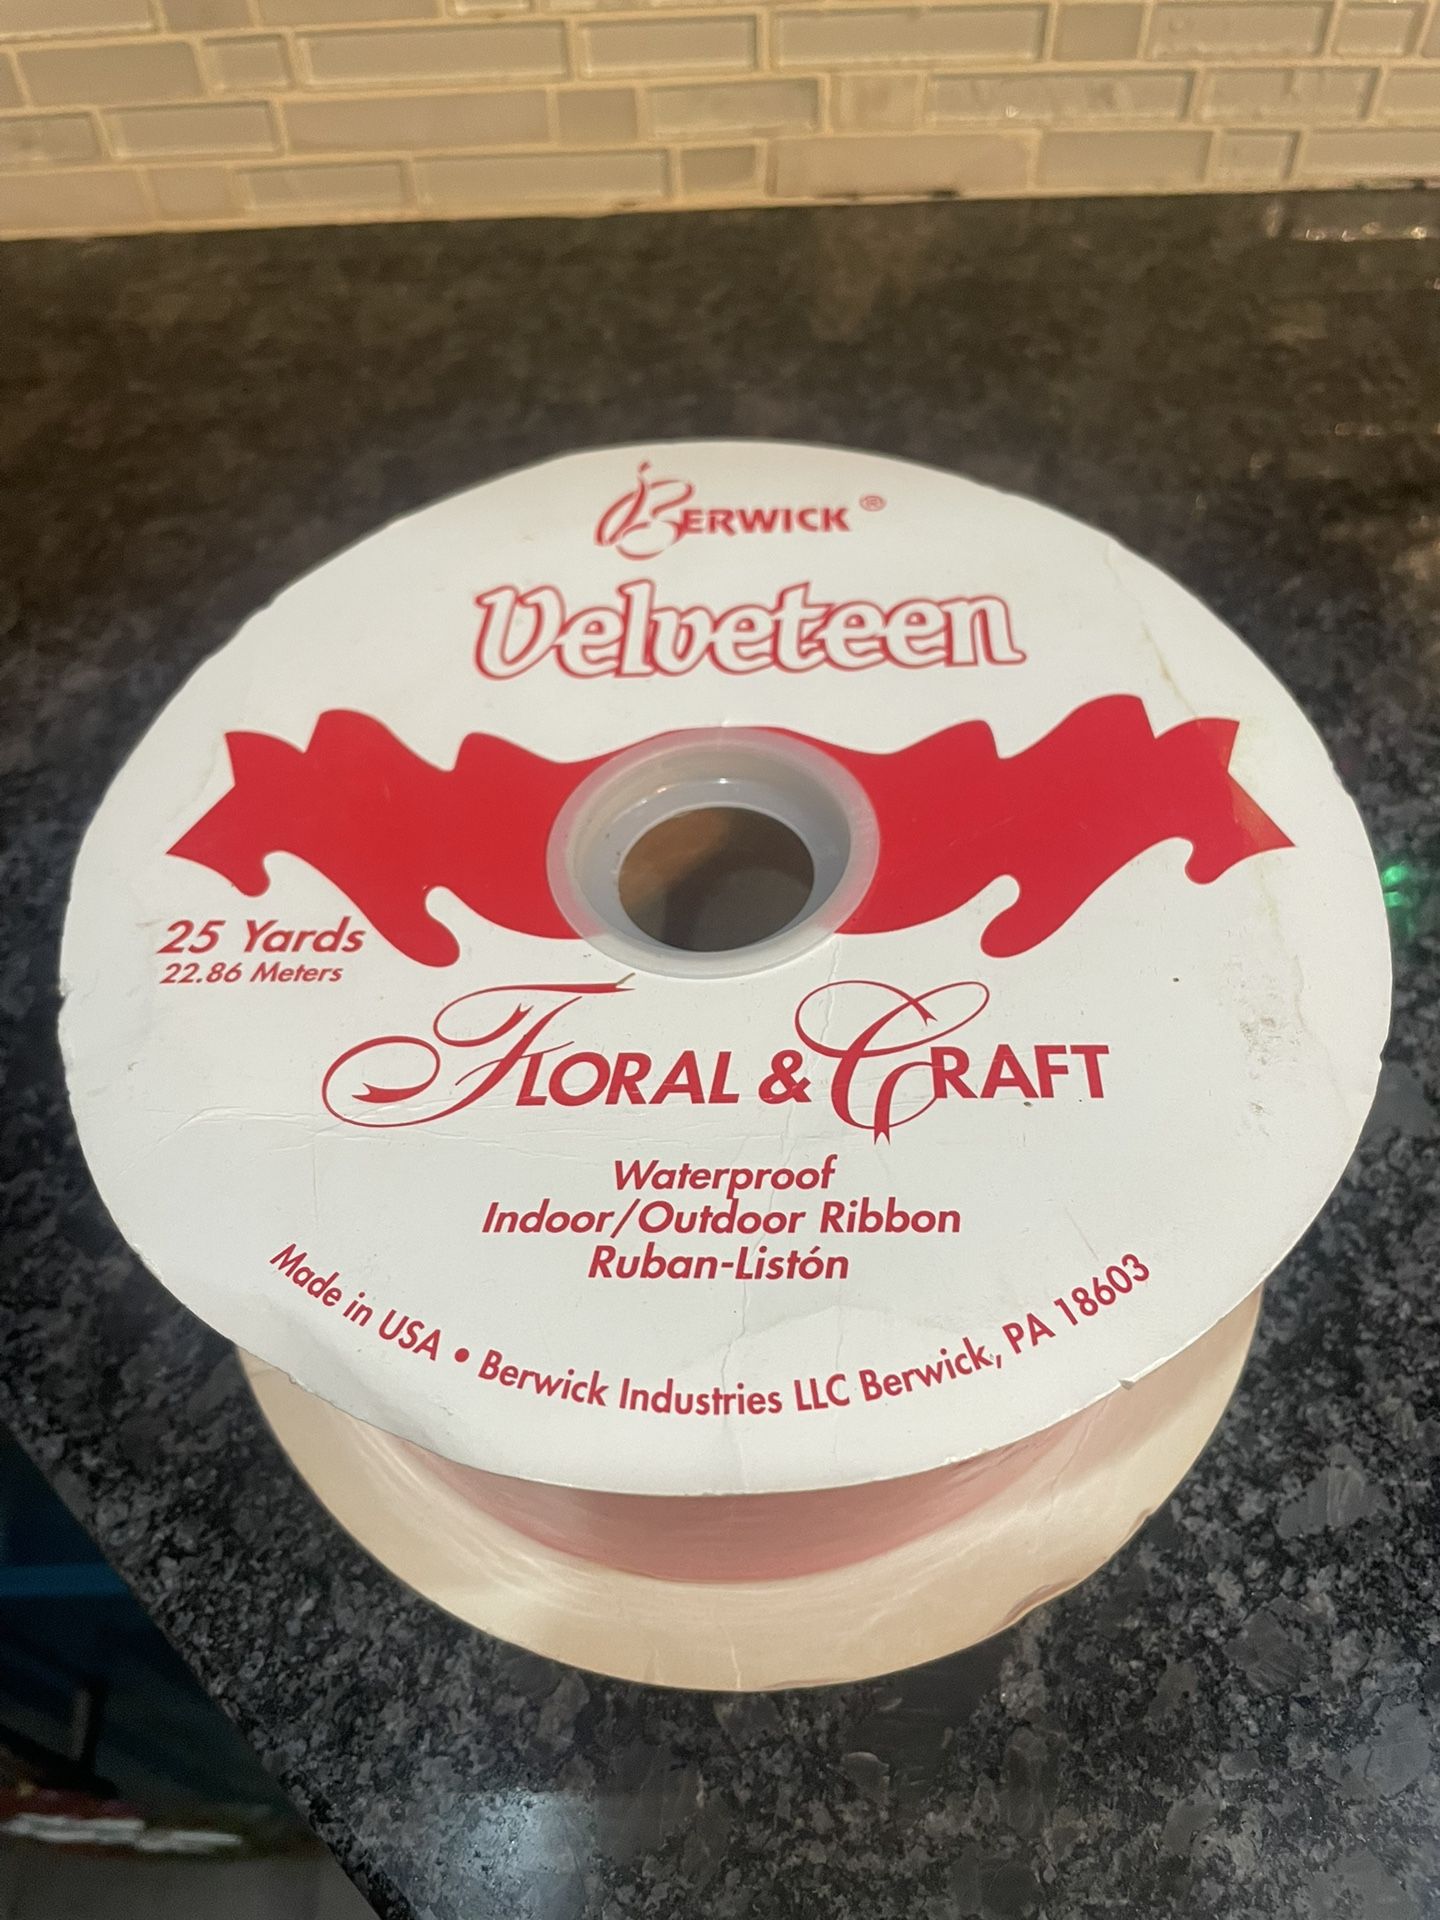 BERWICK ®
Velveteen
25 Yards
22.86 Meters
FLORAL & CRAFT
Waterproof
Indoor/Outdoor Ribbon
Ruban-Listón
Made in USA • Berwick Industries LLC Berwick, PA 18603